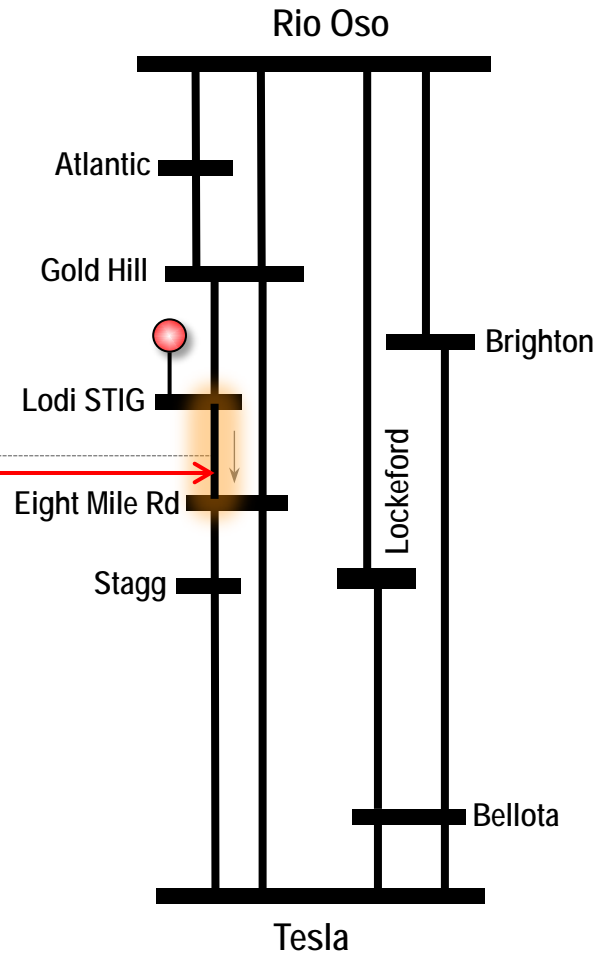 Rio Oso
Atlantic
Gold Hill
Brighton
Lodi STIG
Lockeford
Eight Mile Rd
Stagg
Bellota
Tesla